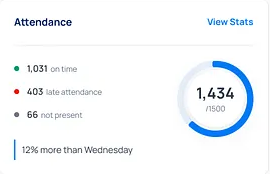 Attendance
View Stats
1,031 on time
403 late attendance
66 not present
1,434
/1500
12% more than Wednesday